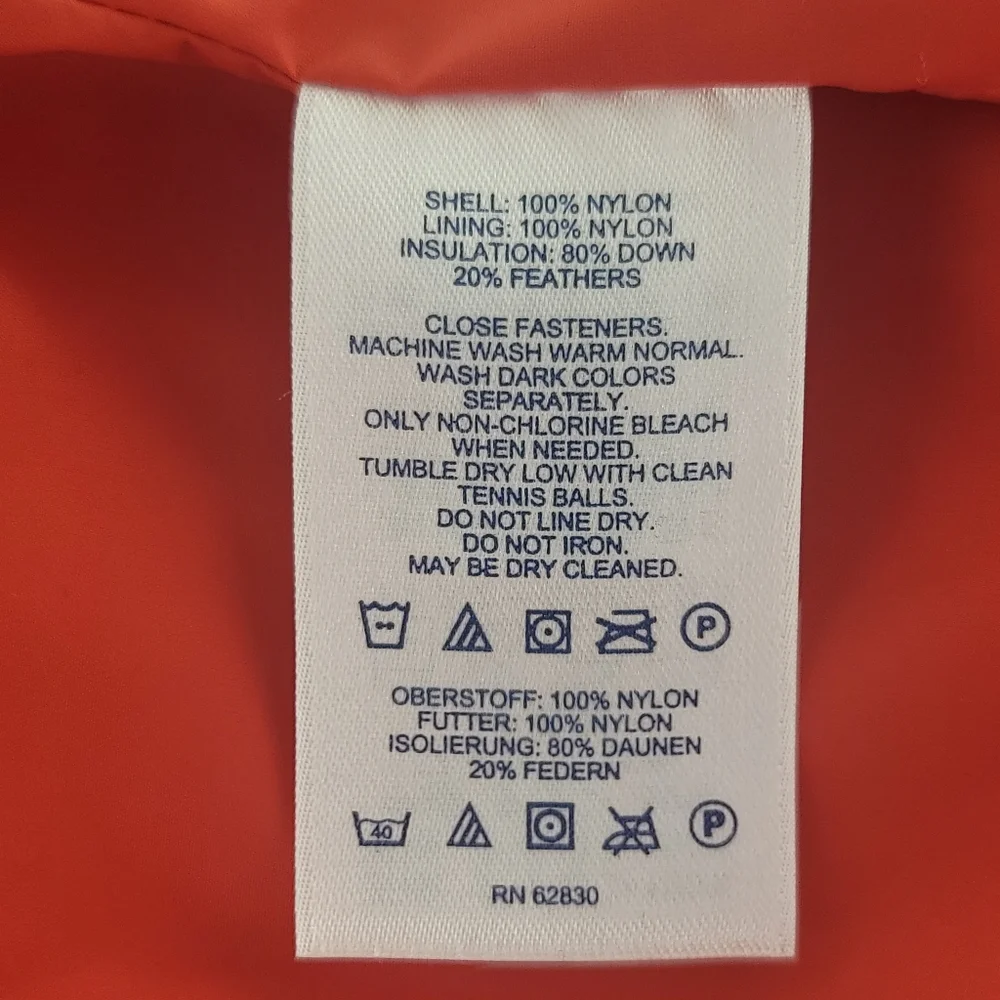 SHELL: 100% NYLON
LINING: 100% NYLON
INSULATION: 80% DOWN
20% FEATHERS
CLOSE FASTENERS.
MACHINE WASH WARM NORMAL.
WASH DARK COLORS
SEPARATELY.
ONLY NON-CHLORINE BLEACH
WHEN NEEDED.
TUMBLE DRY LOW WITH CLEAN
TENNIS BALLS.
DO NOT LINE DRY.
DO NOT IRON.
MAY BE DRY CLEANED.
P
OBERSTOFF: 100% NYLON
FUTTER: 100% NYLON
ISOLIERUNG: 80% DAUNEN
20% FEDERN
40 P
RN 62830